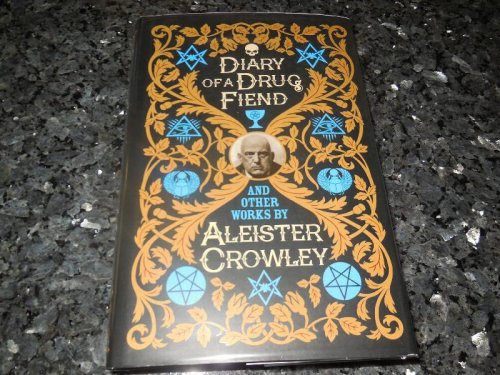 DIARY
OF A DRUG
FIEND
AND
OTHER
WORKS BY
ALEISTER
CROWLEY